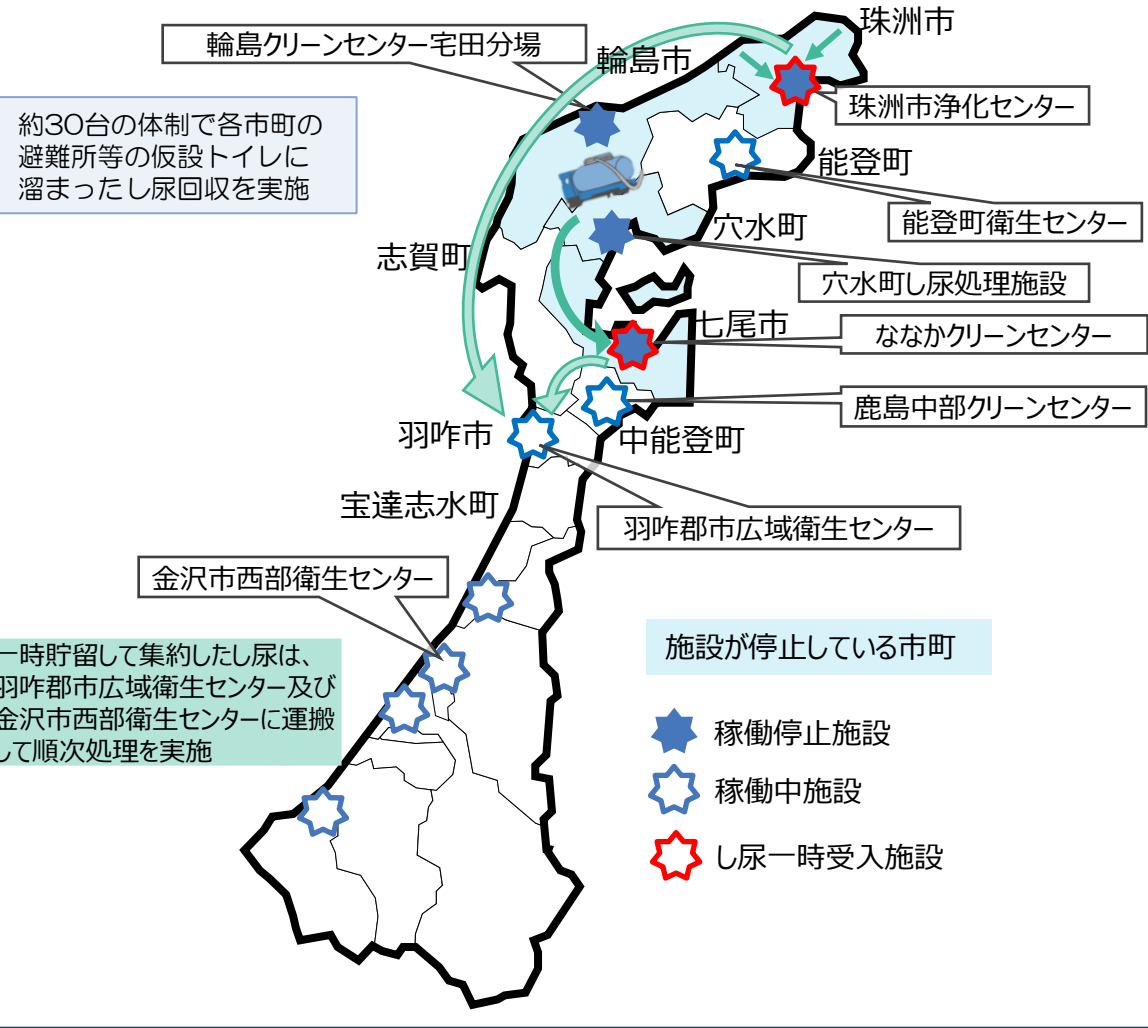 珠洲市
輪島クリーンセンター宅田分場
輪島市
珠洲市浄化センター
約30台の体制で各市町の
避難所等の仮設トイレに
溜まったし尿回収を実施
能登町
能登町衛生センター
穴水町
志賀町
穴水町し尿処理施設
七尾市
ななかクリーンセンター
鹿島中部クリーンセンター
羽咋市
中能登町
宝達志水町
羽咋郡市広域衛生センター
金沢市西部衛生センター
一時貯留して集約したし尿は、
羽咋郡市広域衛生センター及び
金沢市西部衛生センターに運搬
して順次処理を実施
施設が停止している市町
稼働停止施設
稼働中施設
し尿一時受入施設